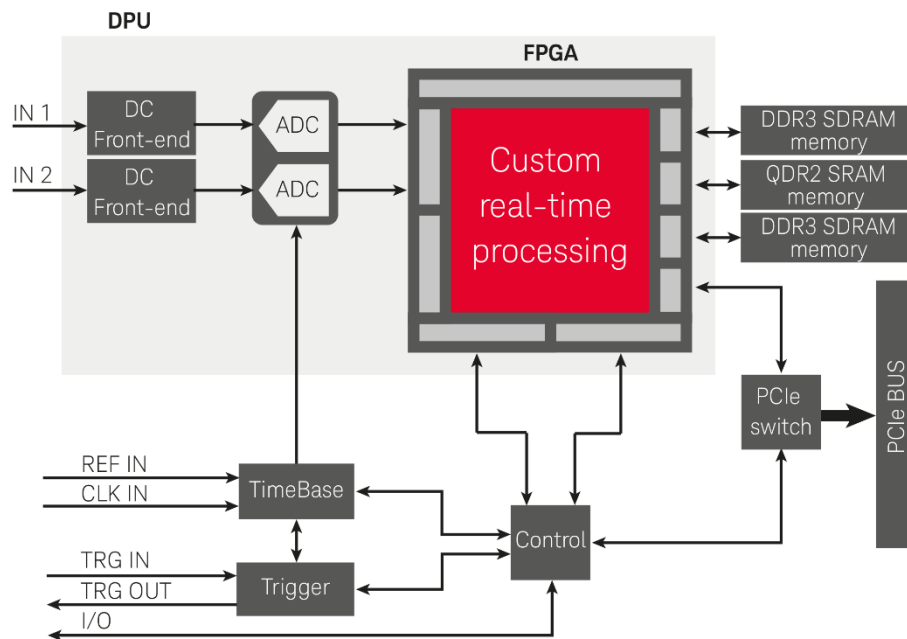 DPU
FPGA
IN 1
DC
Front-end
ADC
IN 2
DC
Front-end
ADC
Custom
real-time
processing
DDR3 SDRAM
memory
QDR2 SRAM
memory
DDR3 SDRAM
memory
PCIe
switch
PCIe BUS
REF IN
CLK IN
TimeBase
Control
TRG IN
TRG OUT
Trigger
I/O